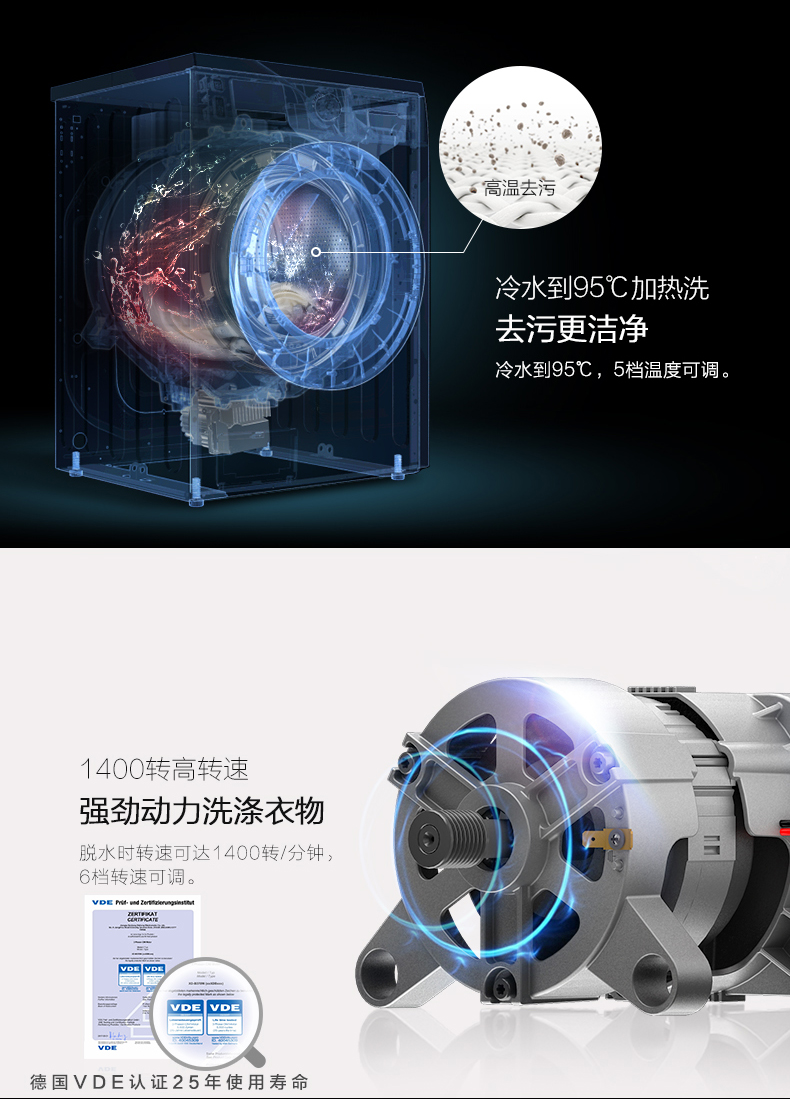 高温去污
冷水到95℃加热洗
去污更洁净
冷水到95℃，5档温度可调。
1400转高转速
强劲动力洗涤衣物
脱水时转速可达1400转/分钟，
6档转速可调。
VDE Prüf- und Zertifizierungsinstitut
ZERTIFIKAT
CERTIFICATE
VDE VDE
VDE VDE
VDE
德国VDE认证25年使用寿命